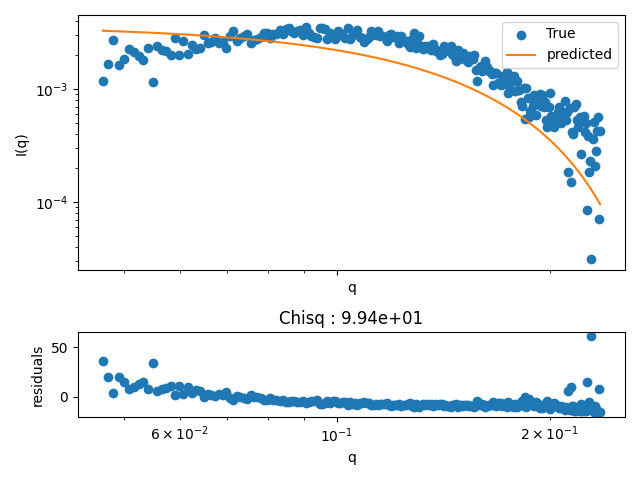 True
predicted
10⁻³
10⁻⁴
I(q)
q
Chisq : 9.94e+01
50
0
residuals
6 × 10⁻²
10⁻¹
2 × 10⁻¹
q